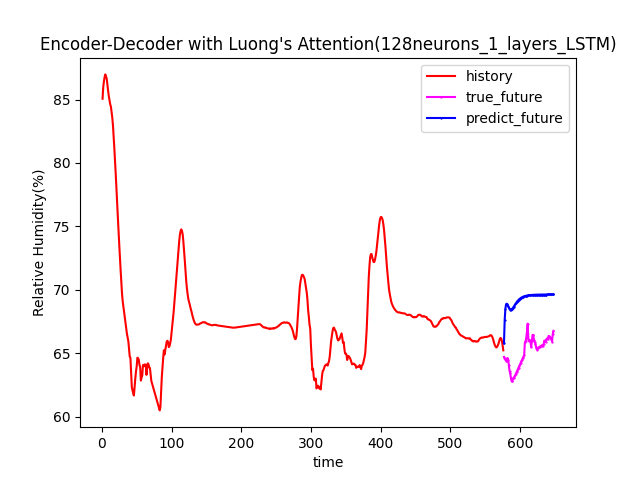 Encoder-Decoder with Luong's Attention(128neurons_1_layers_LSTM)
history
true_future
predict_future
Relative Humidity(%)
85
80
75
70
65
60
0 100 200 300 400 500 600
time